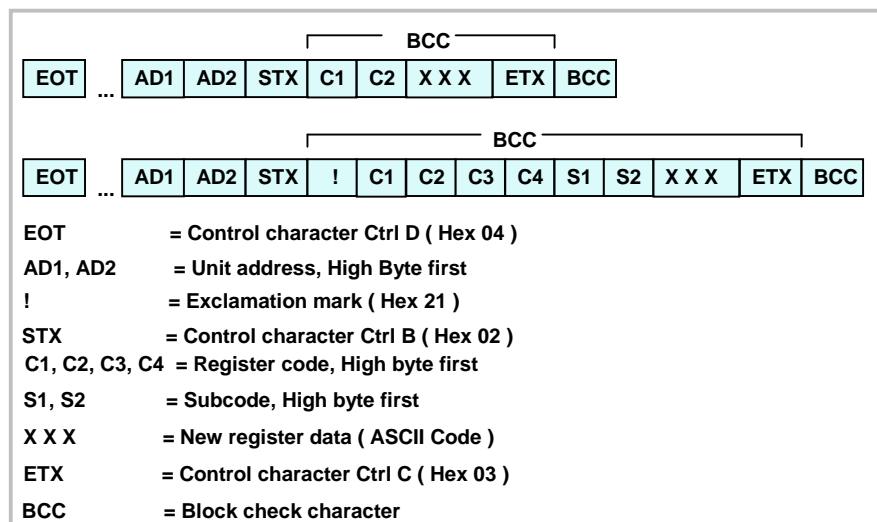 BCC
EOT ... AD1 AD2 STX C1 C2 X X X ETX BCC
BCC
EOT ... AD1 AD2 STX ! C1 C2 C3 C4 S1 S2 X X X ETX BCC
EOT = Control character Ctrl D ( Hex 04 )
AD1, AD2 = Unit address, High Byte first
! = Exclamation mark ( Hex 21 )
STX = Control character Ctrl B ( Hex 02 )
C1, C2, C3, C4 = Register code, High byte first
S1, S2 = Subcode, High byte first
X X X = New register data ( ASCII Code )
ETX = Control character Ctrl C ( Hex 03 )
BCC = Block check character